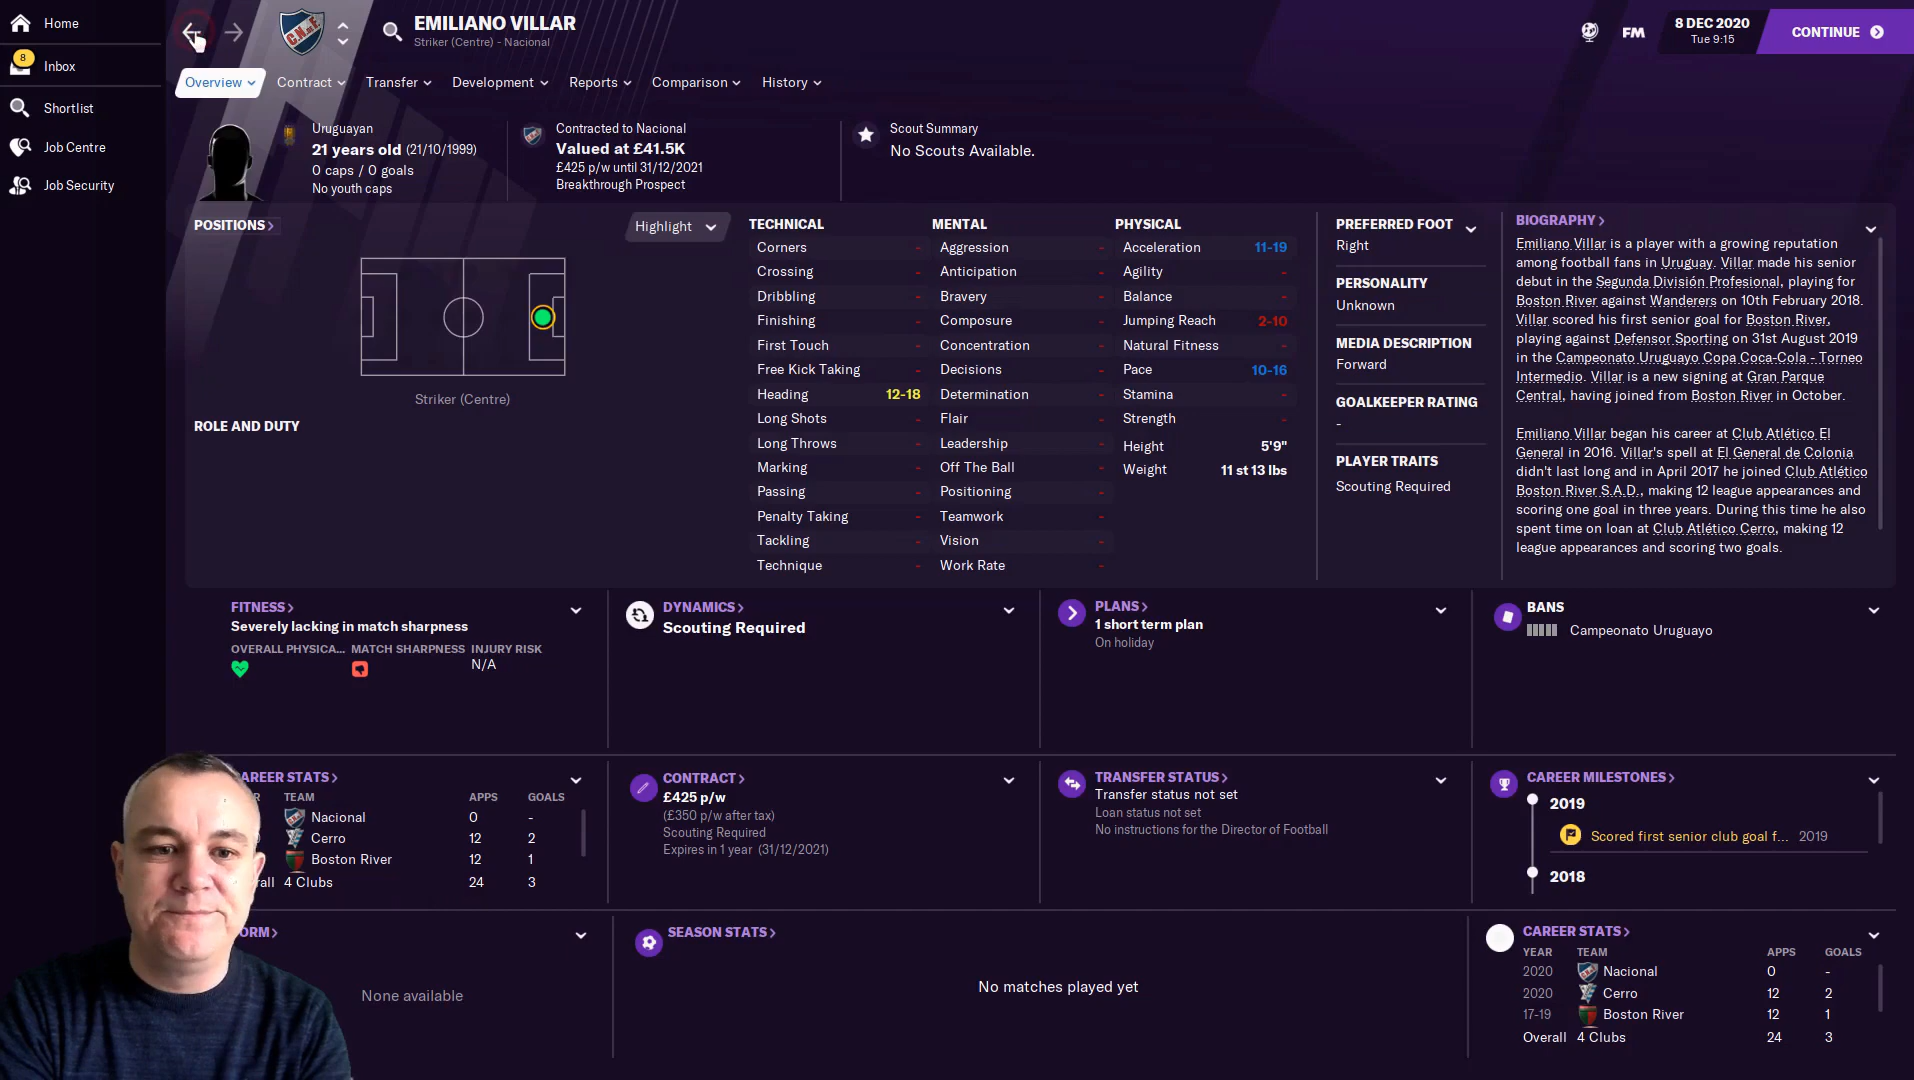 Home
8
Inbox
Shortlist
Job Centre
Job Security
EMILIANO VILLAR
Striker (Centre) - Nacional
FM
8 DEC 2020
Tue 9:15
CONTINUE
Overview
Contract
Transfer
Development
Reports
Comparison
History
Uruguayan
21 years old (21/10/1999)
0 caps / 0 goals
No youth caps
Contracted to Nacional
Valued at £41.5K
£425 p/w until 31/12/2021
Breakthrough Prospect
Scout Summary
No Scouts Available.
POSITIONS
Highlight
Striker (Centre)
ROLE AND DUTY
TECHNICAL
Corners -
Crossing -
Dribbling -
Finishing -
First Touch -
Free Kick Taking -
Heading 12-18
Long Shots -
Long Throws -
Marking -
Passing -
Penalty Taking -
Tackling -
Technique -
MENTAL
Aggression -
Anticipation -
Bravery -
Composure -
Concentration -
Decisions -
Determination -
Flair -
Leadership -
Off The Ball -
Positioning -
Teamwork -
Vision -
Work Rate -
PHYSICAL
Acceleration 11-19
Agility -
Balance -
Jumping Reach 2-10
Natural Fitness -
Pace 10-16
Stamina -
Strength -
Height 5'9"
Weight 11 st 13 lbs
PREFERRED FOOT
Right
PERSONALITY
Unknown
MEDIA DESCRIPTION
Forward
GOALKEEPER RATING
-
PLAYER TRAITS
Scouting Required
BIOGRAPHY
Emiliano Villar is a player with a growing reputation
among football fans in Uruguay. Villar made his senior
debut in the Segunda División Profesional, playing for
Boston River against Wanderers on 10th February 2018.
Villar scored his first senior goal for Boston River,
playing against Defensor Sporting on 31st August 2019
in the Campeonato Uruguayo Copa Coca-Cola - Torneo
Intermedio. Villar is a new signing at Gran Parque
Central, having joined from Boston River in October.
Emiliano Villar began his career at Club Atlético El
General in 2016. Villar's spell at El General de Colonia
didn't last long and in April 2017 he joined Club Atlético
Boston River S.A.D., making 12 league appearances and
scoring one goal in three years. During this time he also
spent time on loan at Club Atlético Cerro, making 12
league appearances and scoring two goals.
FITNESS
Severely lacking in match sharpness
OVERALL PHYSICA... MATCH SHARPNESS INJURY RISK
N/A
DYNAMICS
Scouting Required
PLANS
1 short term plan
On holiday
BANS
Campeonato Uruguayo
AREER STATS
R TEAM APPS GOALS
Nacional 0 -
Cerro 12 2
Boston River 12 1
rall 4 Clubs 24 3
CONTRACT
£425 p/w
(£350 p/w after tax)
Scouting Required
Expires in 1 year (31/12/2021)
TRANSFER STATUS
Transfer status not set
Loan status not set
No instructions for the Director of Football
CAREER MILESTONES
2019
Scored first senior club goal f... 2019
2018
ORM
None available
SEASON STATS
No matches played yet
CAREER STATS
YEAR TEAM APPS GOALS
2020 Nacional 0 -
2020 Cerro 12 2
17-19 Boston River 12 1
Overall 4 Clubs 24 3